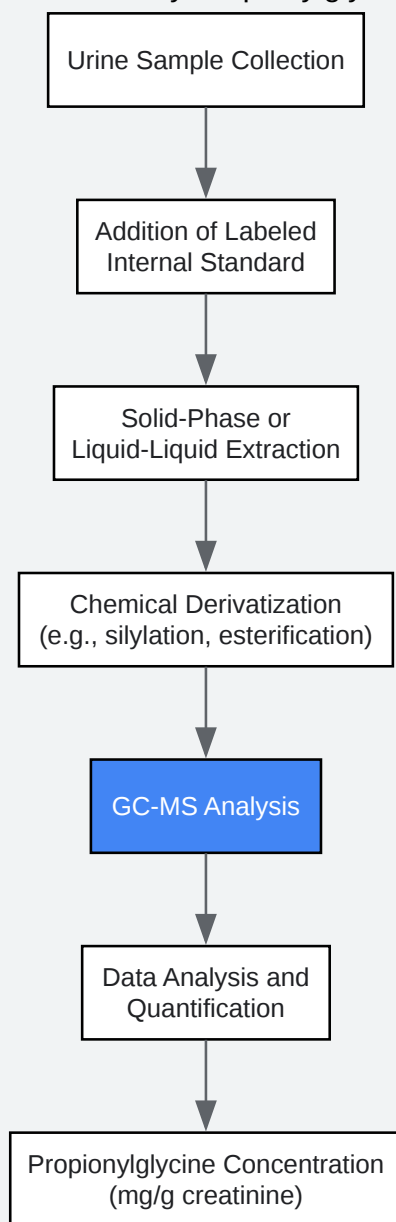 Urine Sample Collection
Addition of Labeled
Internal Standard
Solid-Phase or
Liquid-Liquid Extraction
Chemical Derivatization
(e.g., silylation, esterification)
GC-MS Analysis
Data Analysis and
Quantification
Propionylglycine Concentration
(mg/g creatinine)